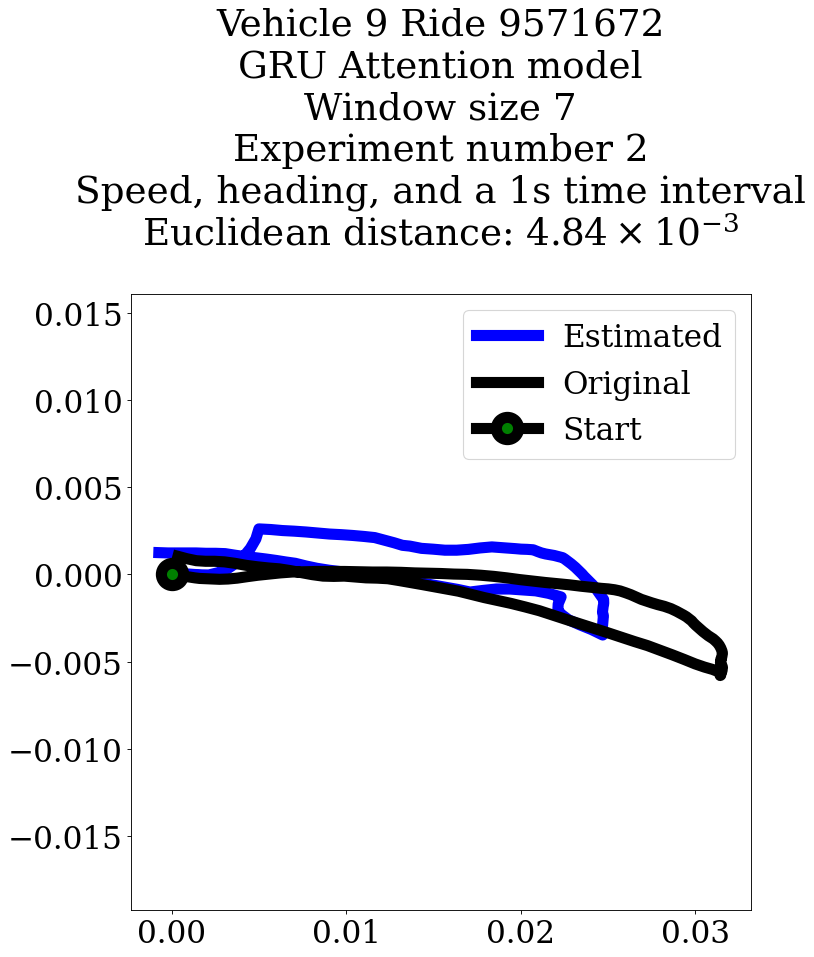 Vehicle 9 Ride 9571672
GRU Attention model
Window size 7
Experiment number 2
Speed, heading, and a 1s time interval
Euclidean distance: 4.84 × 10⁻³
0.015
0.010
0.005
0.000
−0.005
−0.010
−0.015
Estimated
Original
Start
0.00 0.01 0.02 0.03